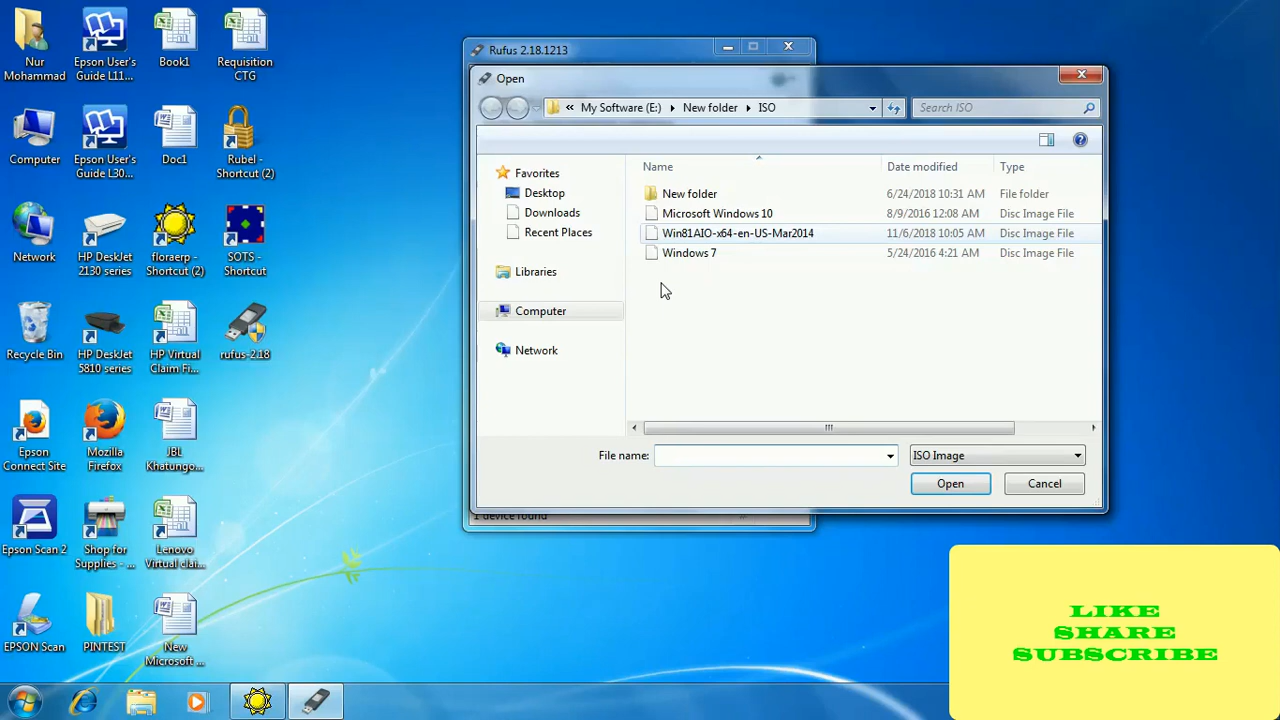 Nur
Mohammad
Epson User's
Guide L11...
Book1
Requisition
CTG
Computer
Epson User's
Guide L30...
Doc1
Rubel -
Shortcut (2)
Network
HP DeskJet
2130 series
floraerp -
Shortcut (2)
SOTS -
Shortcut
Recycle Bin
HP DeskJet
5810 series
HP Virtual
Claim Fi...
rufus-2.18
Epson
Connect Site
Mozilla
Firefox
JBL
Khatungo...
Epson Scan 2
Shop for
Supplies - ...
Lenovo
Virtual clai...
EPSON Scan
PINTEST
New
Microsoft ...
Rufus 2.18.1213
Open
« My Software (E:) New folder ISO
Search ISO
Favorites
Desktop
Downloads
Recent Places
Libraries
Computer
Network
Name Date modified Type
New folder 6/24/2018 10:31 AM File folder
Microsoft Windows 10 8/9/2016 12:08 AM Disc Image File
Win81AIO-x64-en-US-Mar2014 11/6/2018 10:05 AM Disc Image File
Windows 7 5/24/2016 4:21 AM Disc Image File
File name: ISO Image
Open Cancel
1 device found
LIKE
SHARE
SUBSCRIBE